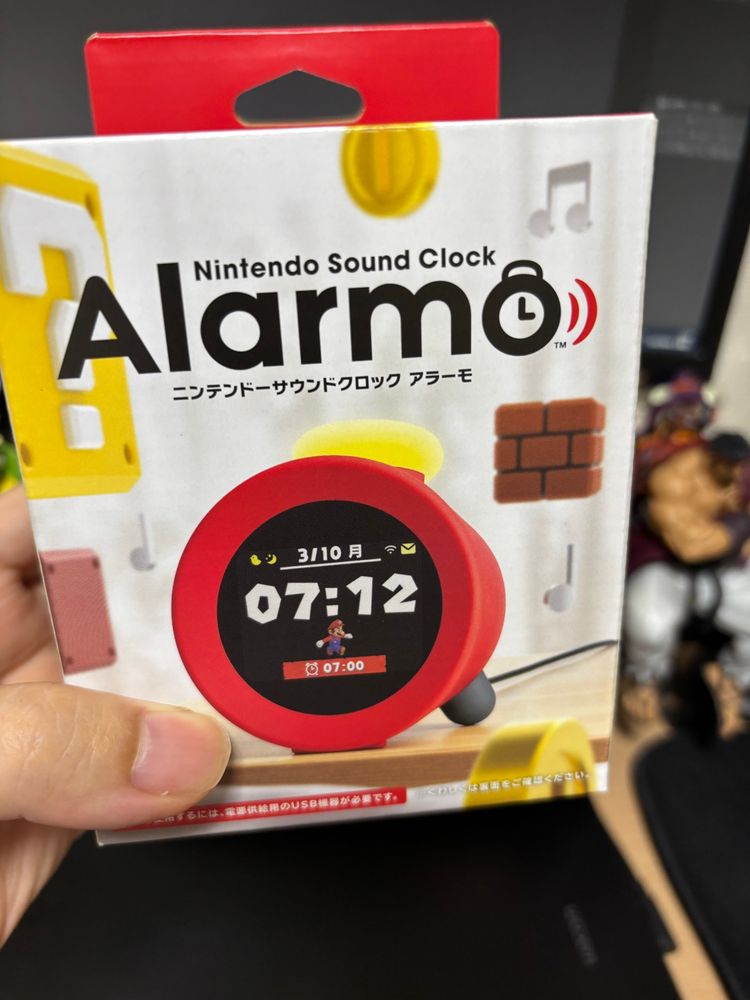 Nintendo Sound Clock
Alarmo
TM
ニンテンドーサウンドクロック アラーモ
3/10 月
07:12
07:00
するには、電源供給用のUSB機器が必要です。
くわしくは裏面をご確認ください。